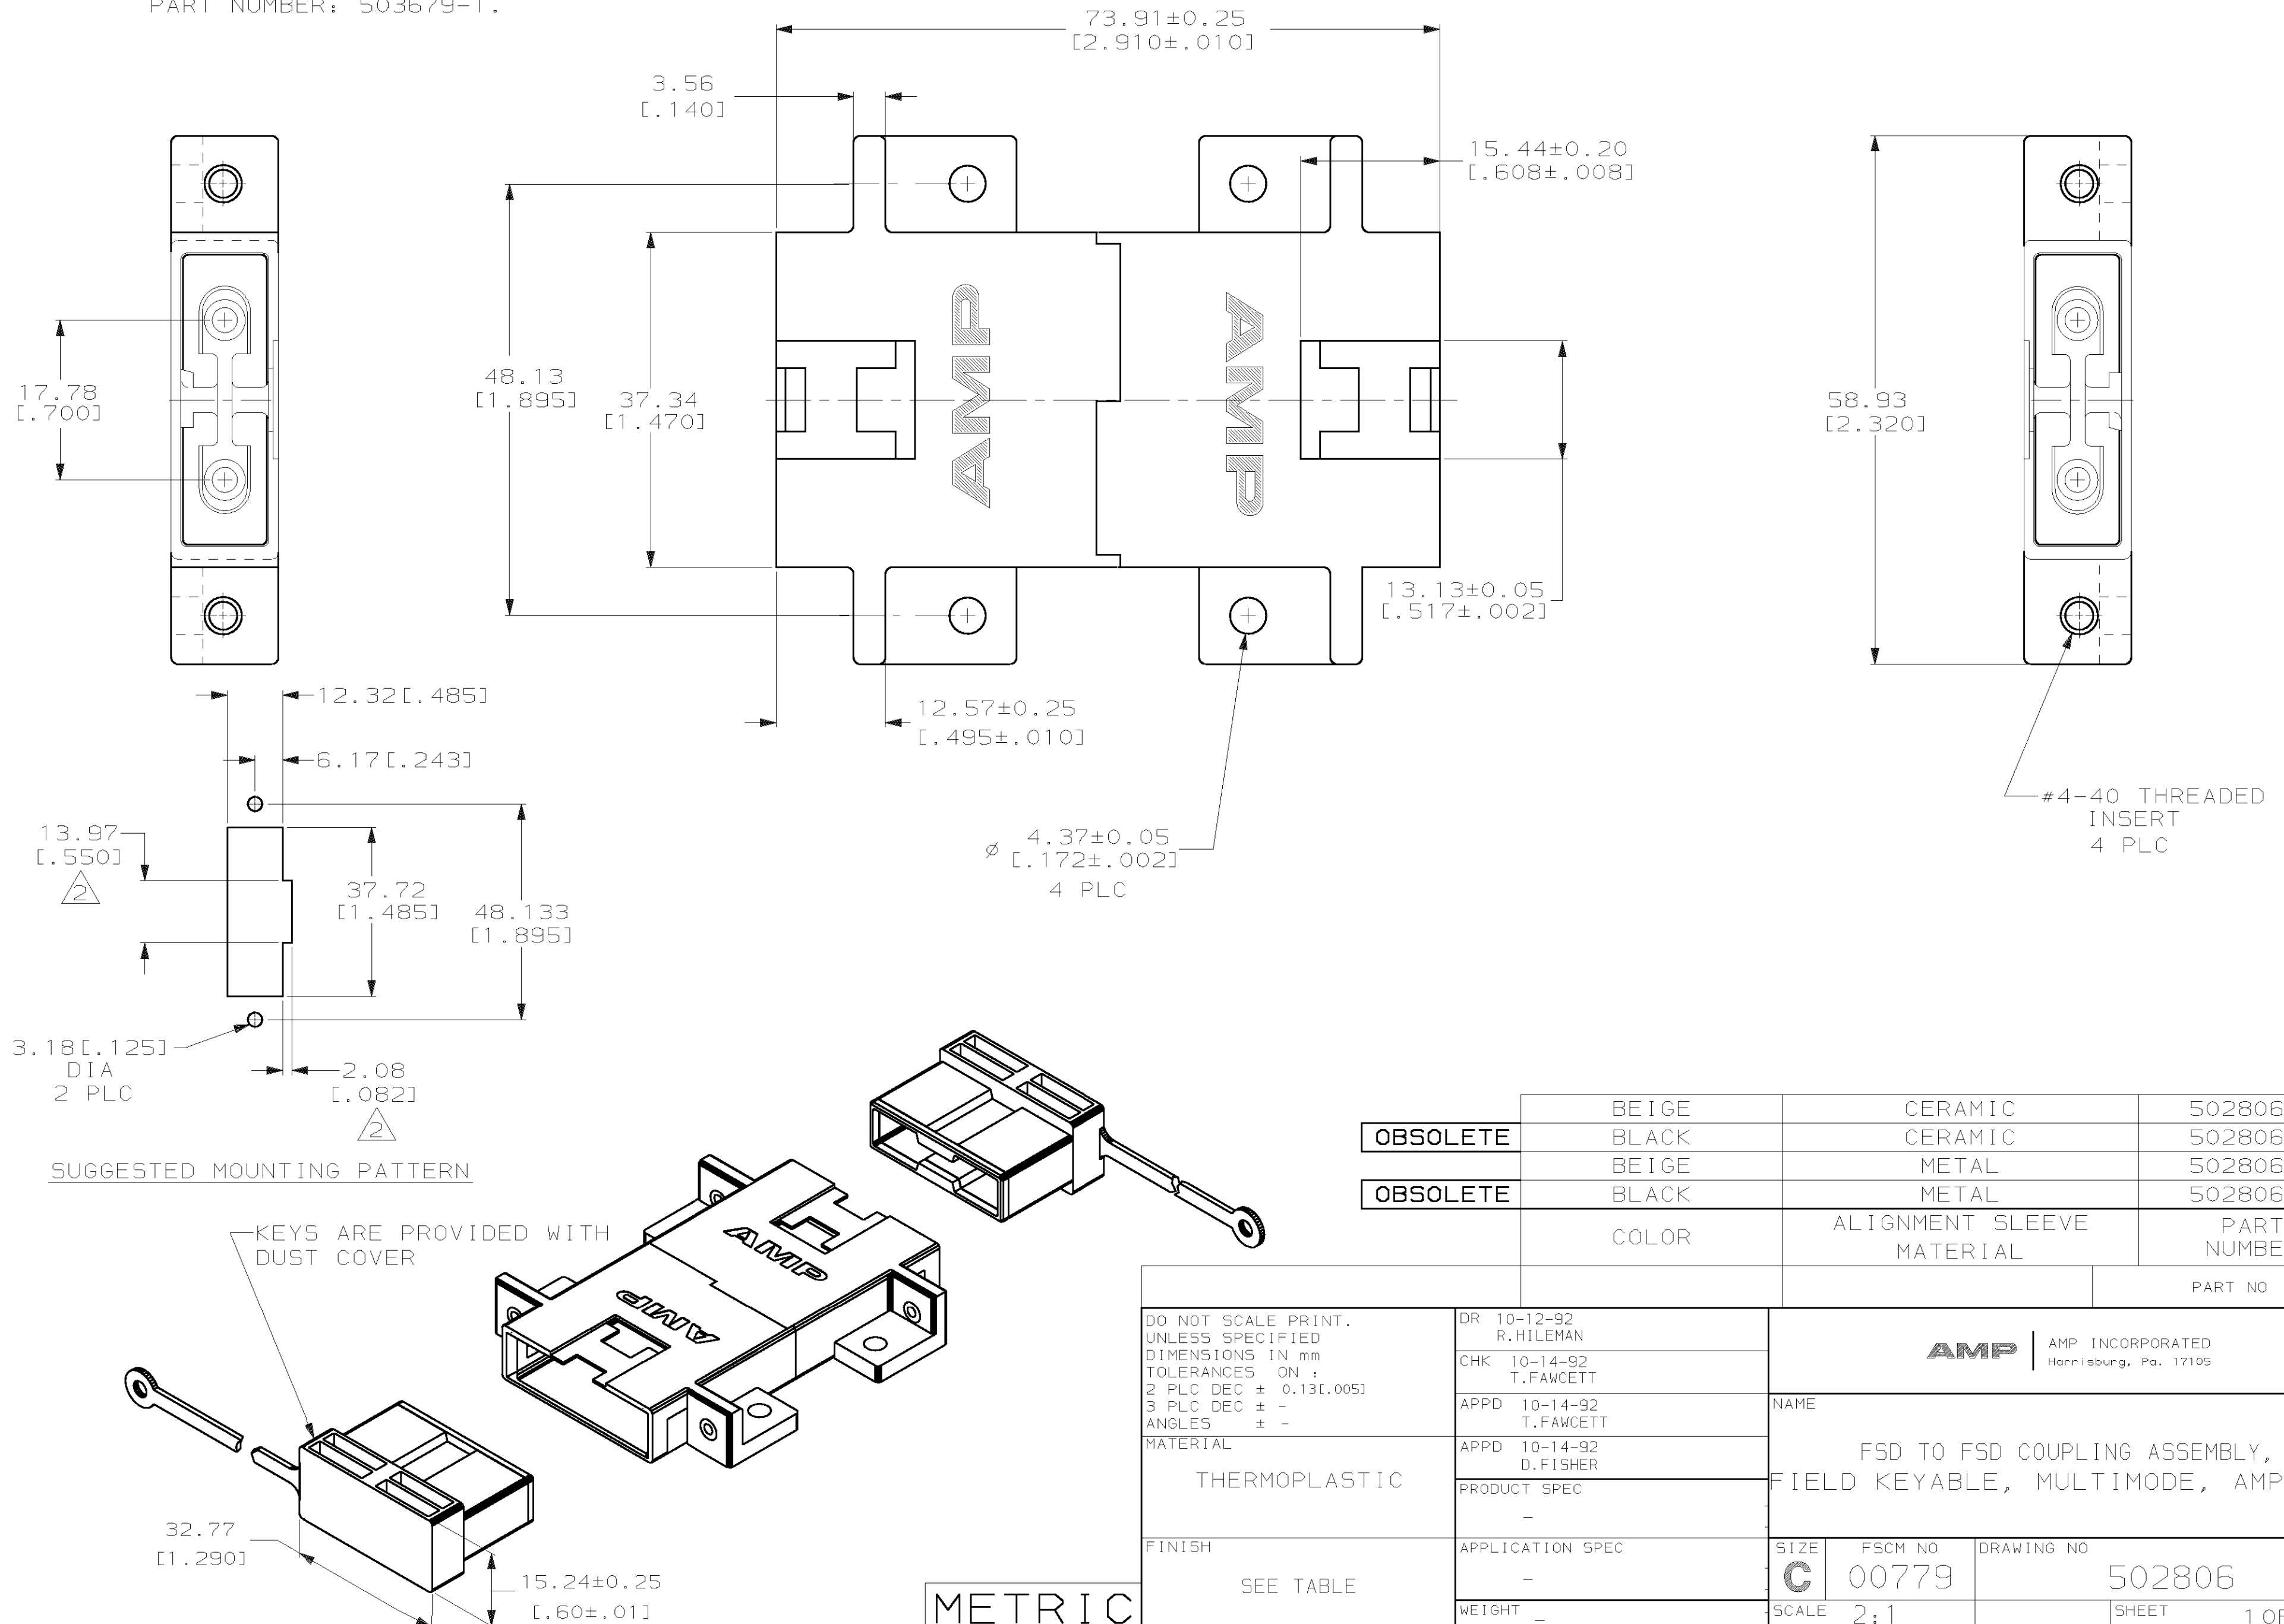 PART NUMBER: 503679-1.
73.91±0.25
[2.910±.010]
3.56
[.140]
15.44±0.20
[.608±.008]
17.78
[.700]
48.13
[1.895]
37.34
[1.470]
AMP
AMP
58.93
[2.320]
13.13±0.05
[.517±.002]
12.32[.485]
12.57±0.25
[.495±.010]
6.17[.243]
#4-40 THREADED
INSERT
4 PLC
13.97
[.550]
2
ø 4.37±0.05
[.172±.002]
4 PLC
37.72
[1.485]
48.133
[1.895]
3.18[.125]
DIA
2 PLC
2.08
[.082]
2
SUGGESTED MOUNTING PATTERN
KEYS ARE PROVIDED WITH
DUST COVER
AMP
AMP
32.77
[1.290]
15.24±0.25
[.60±.01]
METRIC
BEIGE CERAMIC 502806
OBSOLETE BLACK CERAMIC 502806
BEIGE METAL 502806
OBSOLETE BLACK METAL 502806
COLOR
ALIGNMENT SLEEVE
MATERIAL
PART
NUMBE
PART NO
DO NOT SCALE PRINT.
UNLESS SPECIFIED
DIMENSIONS IN mm
TOLERANCES ON :
2 PLC DEC ± 0.13[.005]
3 PLC DEC ± -
ANGLES ± -
MATERIAL
THERMOPLASTIC
FINISH
SEE TABLE
DR 10-12-92
R.HILEMAN
CHK 10-14-92
T.FAWCETT
APPD 10-14-92
T.FAWCETT
APPD 10-14-92
D.FISHER
PRODUCT SPEC
-
APPLICATION SPEC
-
WEIGHT -
AMP
AMP INCORPORATED
Harrisburg, Pa. 17105
NAME
FSD TO FSD COUPLING ASSEMBLY,
FIELD KEYABLE, MULTIMODE, AMP
SIZE
C
FSCM NO
00779
DRAWING NO
502806
SCALE 2:1
SHEET
1 OF